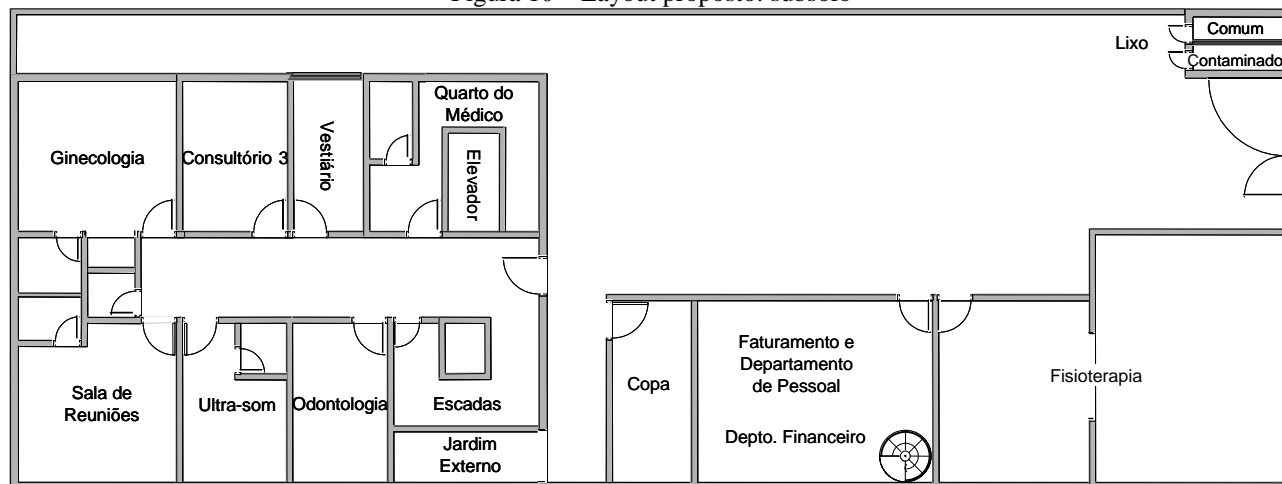 Lixo
Comum
Contaminado
Quarto do
Médico
Ginecologia
Consultório 3
Vestiário
Elevador
Sala de
Reuniões
Ultra-som
Odontologia
Escadas
Jardim
Externo
Copa
Faturamento e
Departamento
de Pessoal
Depto. Financeiro
Fisioterapia